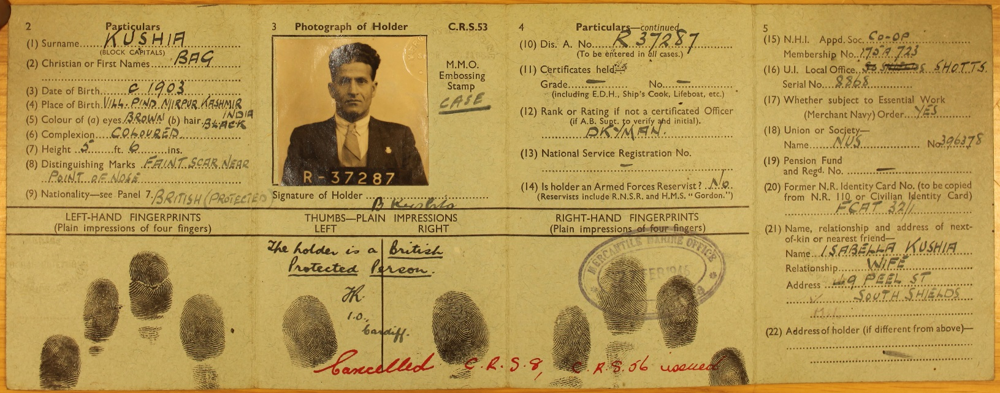 2 Particulars
(1) Surname......KUSHIA
(BLOCK CAPITALS)
(2) Christian or First Names......BAG
(3) Date of Birth......c 1903
(4) Place of Birth.VILL. PIND MIRPUR KASHMIR
INDIA
(5) Colour of (a) eyes BROWN (b) hair BLACK
(6) Complexion....COLOURED
(7) Height..5......ft. 6........ins.
(8) Distinguishing Marks FAINT SCAR NEAR
POINT OF NOSE
(9) Nationality—see Panel 7. BRITISH (PROTECTED)
3 Photograph of Holder C.R.S.53
M.M.O.
Embossing
Stamp
CASE
R-37287
Signature of Holder
B Kushia
4 Particulars—continued
(10) Dis. A. No......R 37287
(To be entered in all cases.)
(11) Certificates held:—
Grade.....—..... No....—.....
(including E.D.H., Ship's Cook, Lifeboat, etc.)
(12) Rank or Rating if not a certificated Officer
(if A.B. Supt. to verify and initial).
DKYMAN.
(13) National Service Registration No.
—
(14) Is holder an Armed Forces Reservist? No
(Reservists include R.N.S.R. and H.M.S. "Gordon.")
5
(15) N.H.I. Appd. Soc. CO-OP
Membership No. 175A 723
(16) U.I. Local Office SHOTTS.
Serial No. 8868
(17) Whether subject to Essential Work
(Merchant Navy) Order....YES
(18) Union or Society—
Name......NUS No 396378
(19) Pension Fund
and Regd. No. —
(20) Former N.R. Identity Card No. (to be copied
from N.R. 110 or Civilian Identity Card)
FCAT 32/1
(21) Name, relationship and address of next-
of-kin or nearest friend—
Name ISABELLA KUSHIA
Relationship......WIFE
Address 49 PEEL ST
SOUTH SHIELDS
(22) Address of holder (if different from above)—
LEFT-HAND FINGERPRINTS
(Plain impressions of four fingers)
THUMBS—PLAIN IMPRESSIONS
LEFT RIGHT
The holder is a British
Protected Person.
I.O.,
Cardiff.
RIGHT-HAND FINGERPRINTS
(Plain impressions of four fingers)
MERCANTILE MARINE OFFICE
FEB 1945
Cancelled C.R.S.8, C.R.S.56 issued